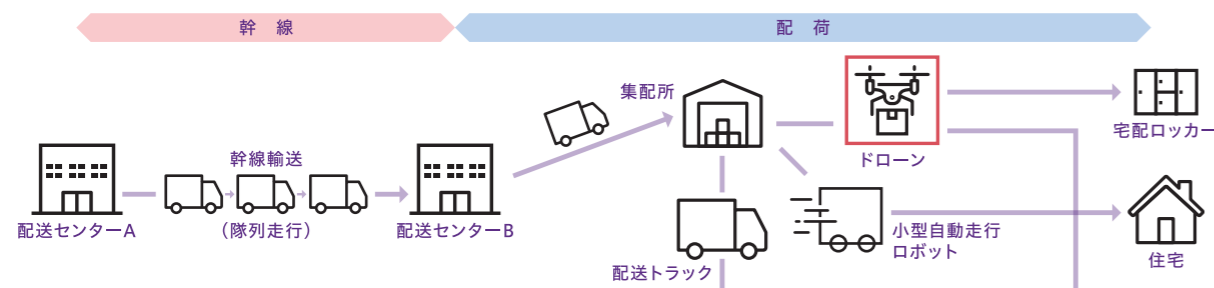 幹 線
配 荷
集配所
宅配ロッカー
ドローン
幹線輸送
(隊列走行)
配送センターA
配送センターB
配送トラック
小型自動走行
ロボット
住宅